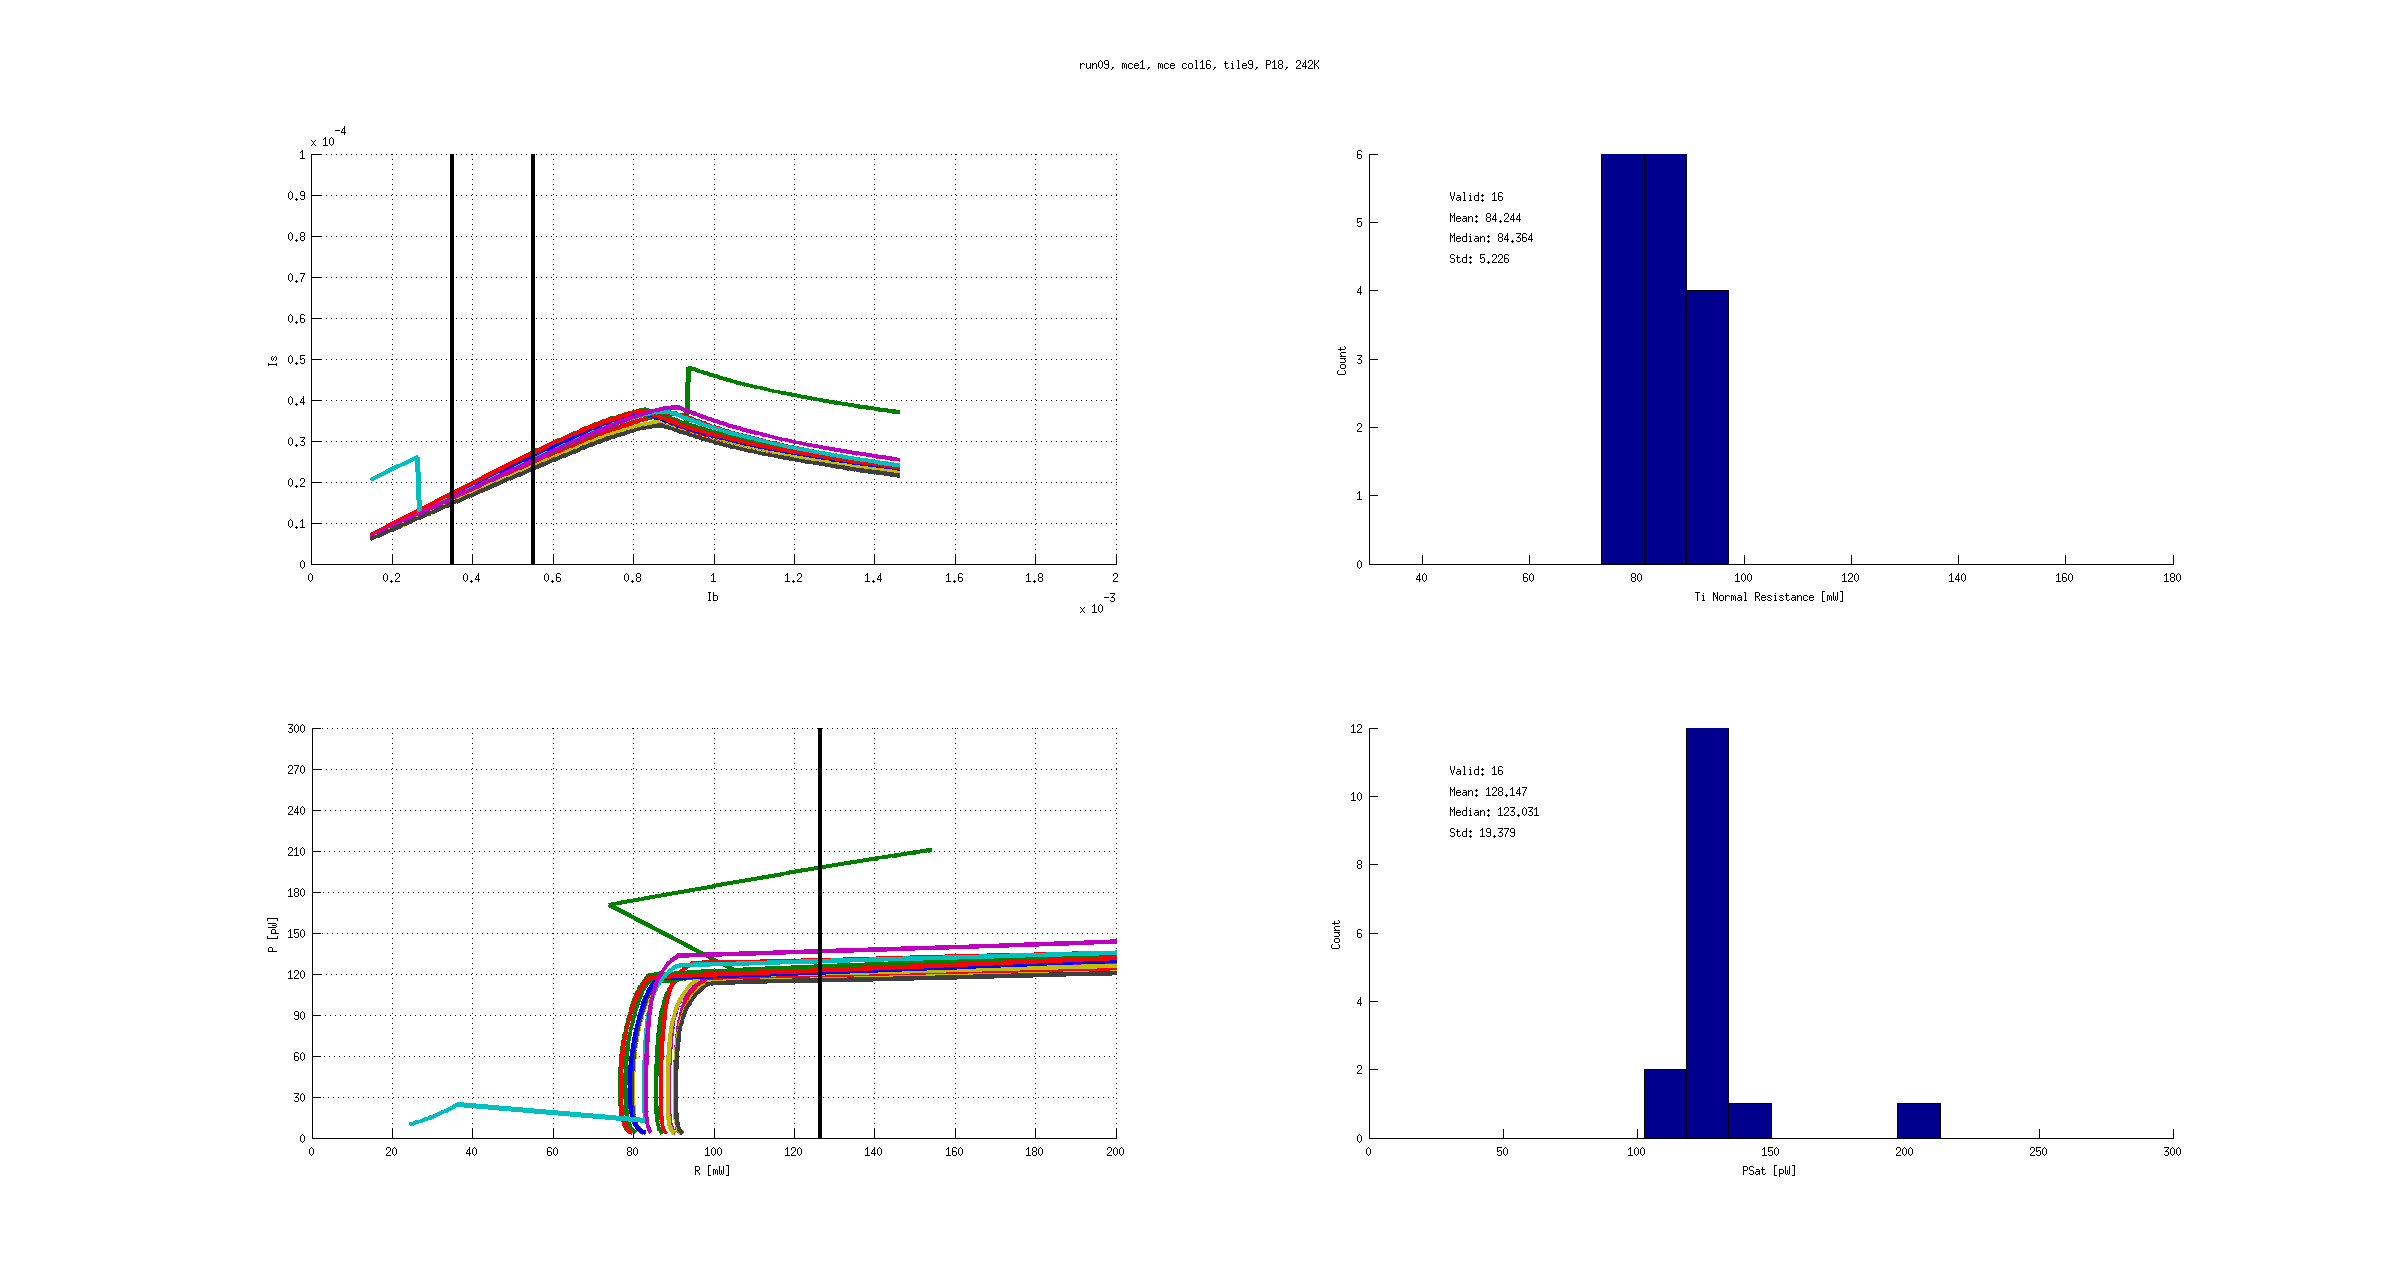 run09, mce1, mce col16, tile9, P18, 242K
x 10^-4
1
0.9
0.8
0.7
0.6
0.5
0.4
0.3
0.2
0.1
0
Is
0 0.2 0.4 0.6 0.8 1 1.2 1.4 1.6 1.8 2
Ib
x 10^-3
6
5
4
3
2
1
0
Count
Valid: 16
Mean: 84.244
Median: 84.364
Std: 5.226
40 60 80 100 120 140 160 180
Ti Normal Resistance [mW]
300
270
240
210
180
150
120
90
60
30
0
P [pW]
0 20 40 60 80 100 120 140 160 180 200
R [mW]
12
10
8
6
4
2
0
Count
Valid: 16
Mean: 128.147
Median: 123.031
Std: 19.379
0 50 100 150 200 250 300
PSat [pW]